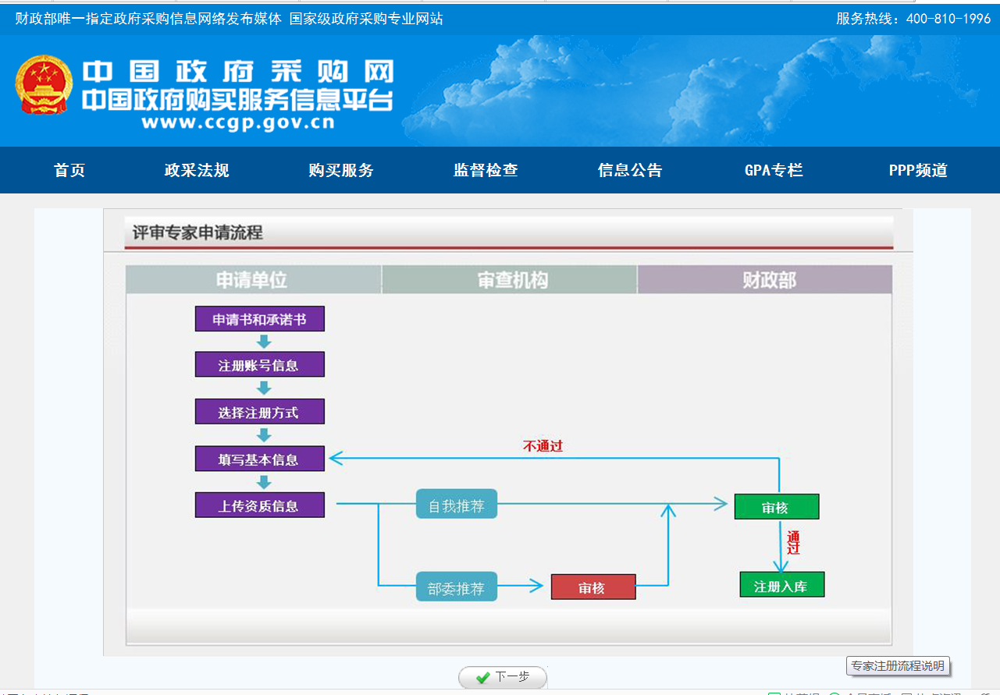 财政部唯一指定政府采购信息网络发布媒体 国家级政府采购专业网站
服务热线：400-810-1996
中国政府采购网
中国政府购买服务信息平台
www.ccgp.gov.cn
首页 政采法规 购买服务 监督检查 信息公告 GPA专栏 PPP频道
评审专家申请流程
申请单位 审查机构 财政部
申请书和承诺书
注册账号信息
选择注册方式
不通过
填写基本信息
上传资质信息 自我推荐 审核
通过
部委推荐 审核 注册入库
下一步
专家注册流程说明